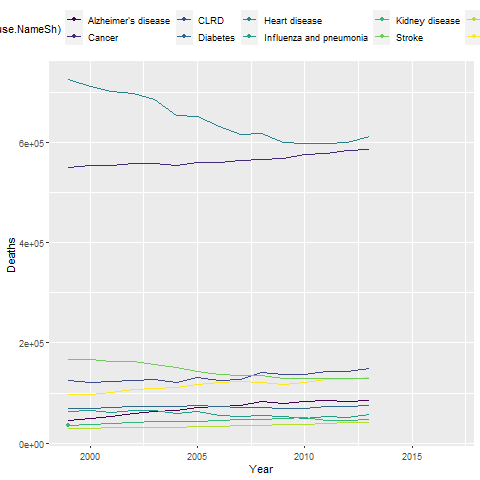 Alzheimer's disease CLRD Heart disease Kidney disease
use.NameSh) Cancer Diabetes Influenza and pneumonia Stroke
6e+05
4e+05
2e+05
0e+00
Deaths
2000 2005 2010 2015
Year